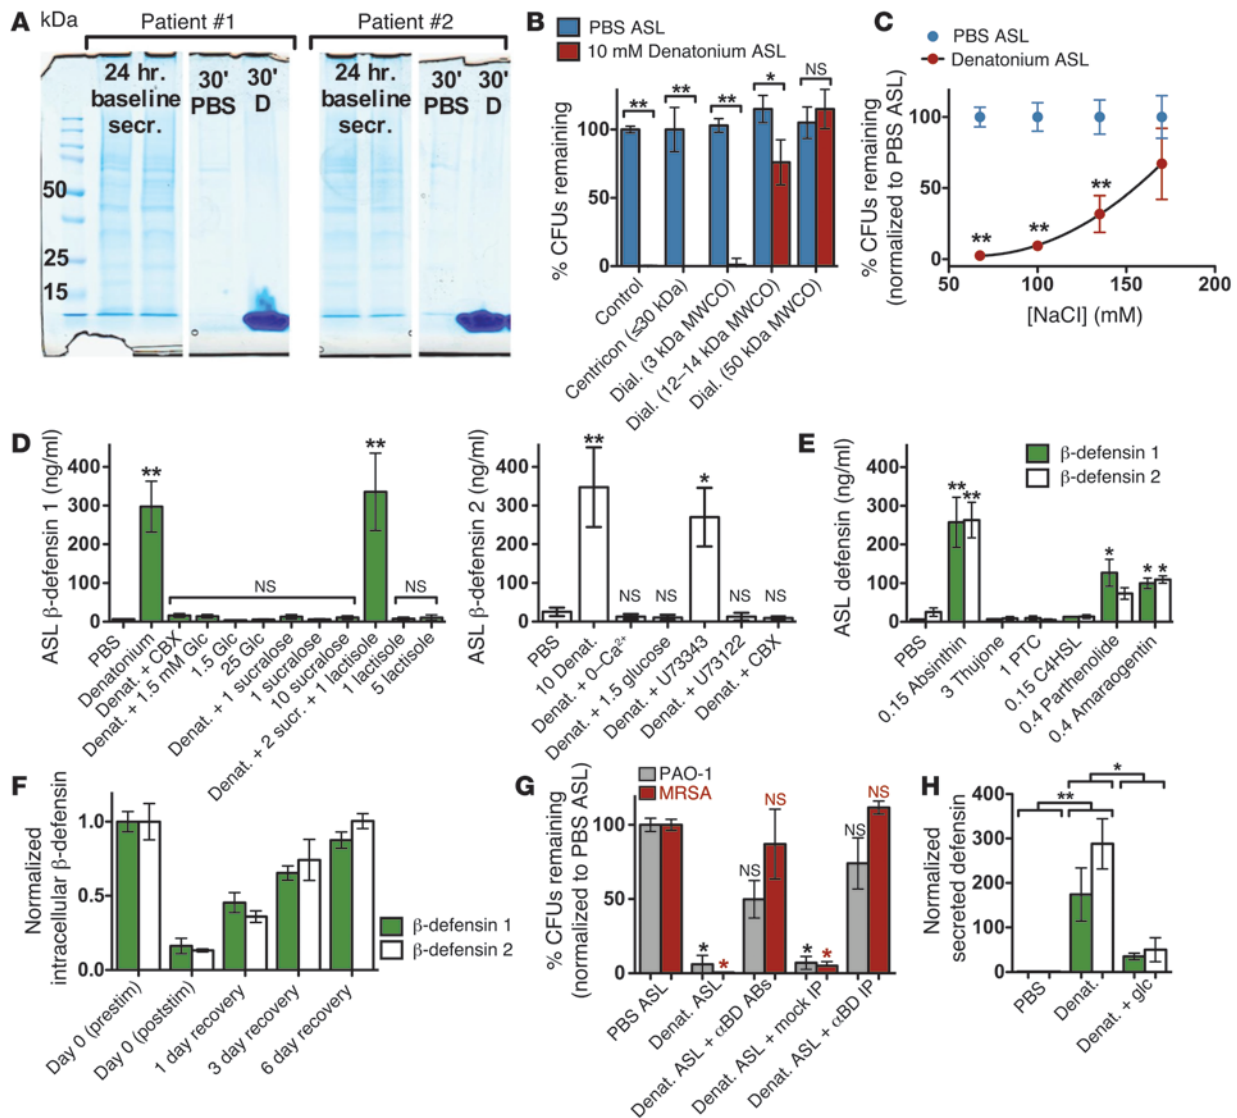 A
kDa
Patient #1
Patient #2
24 hr.
baseline
secr.
30'
PBS
30'
D
24 hr.
baseline
secr.
30'
PBS
30'
D
50
25
15
B
PBS ASL
10 mM Denatonium ASL
% CFUs remaining
100
50
0
**
**
**
*
NS
Control
Centricon (≤30 kDa)
Dial. (3 kDa MWCO)
Dial. (12–14 kDa MWCO)
Dial. (50 kDa MWCO)
C
PBS ASL
Denatonium ASL
% CFUs remaining
(normalized to PBS ASL)
100
50
0
**
**
**
50
100
150
200
[NaCl] (mM)
D
ASL β-defensin 1 (ng/ml)
400
300
200
100
0
**
NS
**
NS
PBS
Denatonium
Denat. + CBX
Denat. + 1.5 mM Glc
1.5 Glc
25 Glc
Denat. + 1 sucralose
1 sucralose
10 sucralose
Denat. + 2 sucr. + 1 lactisole
1 lactisole
5 lactisole
ASL β-defensin 2 (ng/ml)
400
300
200
100
0
**
NS
NS
*
NS
NS
PBS
10 Denat.
Denat. + 0–Ca²⁺
Denat. + 1.5 glucose
Denat. + U73343
Denat. + U73122
Denat. + CBX
E
β-defensin 1
β-defensin 2
ASL defensin (ng/ml)
400
300
200
100
0
**
**
*
*
*
PBS
0.15 Absinthin
3 Thujone
1 PTC
0.15 C4HSL
0.4 Parthenolide
0.4 Amaraogentin
F
Normalized
intracellular β-defensin
1.0
0.5
0.0
β-defensin 1
β-defensin 2
Day 0 (prestim)
Day 0 (poststim)
1 day recovery
3 day recovery
6 day recovery
G
PAO-1
MRSA
% CFUs remaining
(normalized to PBS ASL)
100
50
0
*
*
NS
NS
*
*
NS
NS
PBS ASL
Denat. ASL
Denat. ASL + αBD ABs
Denat. ASL + mock IP
Denat. ASL + αBD IP
H
Normalized
secreted defensin
400
300
200
100
0
**
*
PBS
Denat.
Denat. + glc